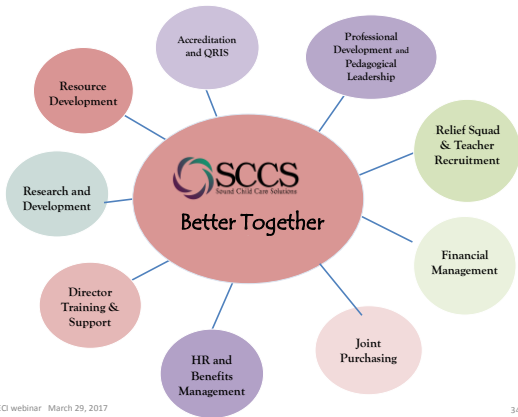 Accreditation
and QRIS
Professional
Development and
Pedagogical
Leadership
Resource
Development
Relief Squad
& Teacher
Recruitment
SCCS
Sound Child Care Solutions
Better Together
Research and
Development
Financial
Management
Director
Training &
Support
Joint
Purchasing
HR and
Benefits
Management
ECI webinar March 29, 2017
34